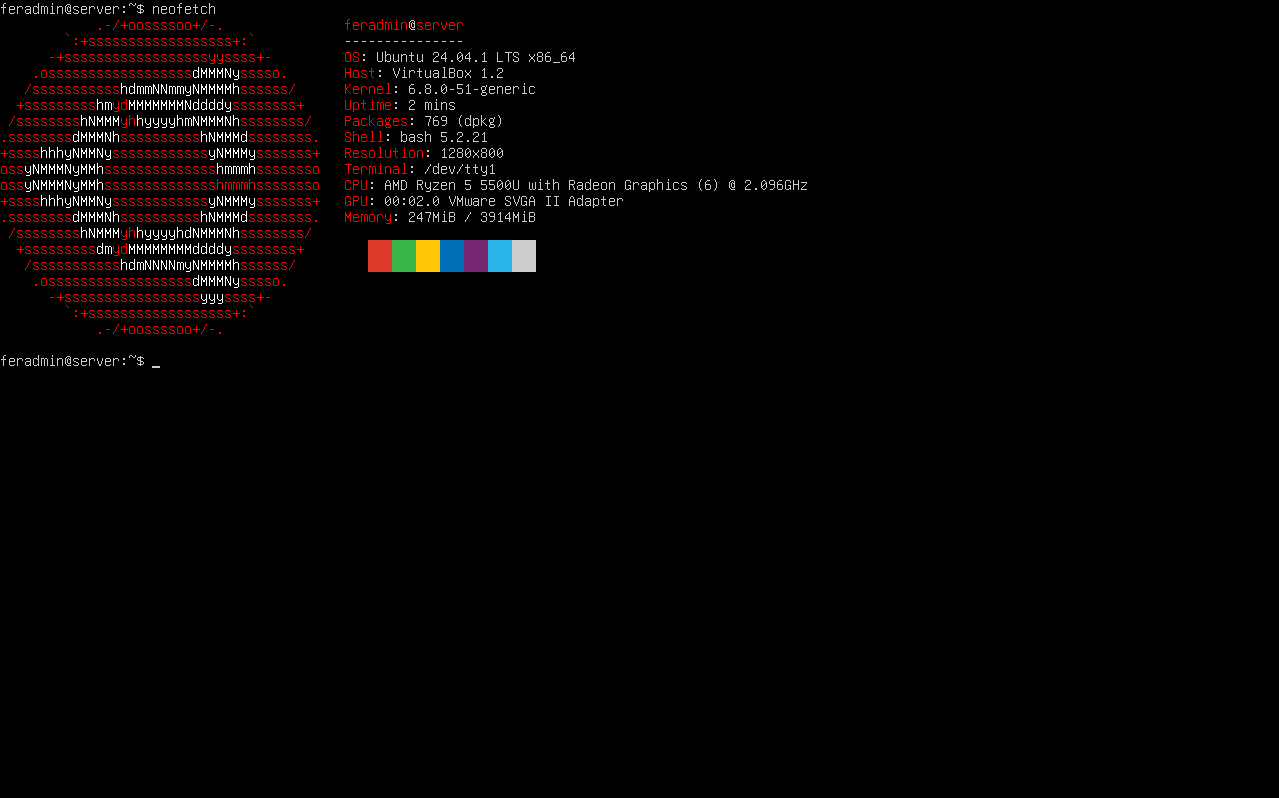 feradmin@server:~$ neofetch
            .-/+oossssoo+/-.               feradmin@server
        `:+ssssssssssssssssss+:`           ---------------
      -+ssssssssssssssssssyyssss+-         OS: Ubuntu 24.04.1 LTS x86_64
    .ossssssssssssssssssdMMMNysssso.       Host: VirtualBox 1.2
   /ssssssssssshdmmNNmmyNMMMMhssssss/      Kernel: 6.8.0-51-generic
  +ssssssssshmydMMMMMMMNddddyssssssss+     Uptime: 2 mins
 /sssssssshNMMMyhhyyyyhmNMMMNhssssssss/    Packages: 769 (dpkg)
.ssssssssdMMMNhsssssssssshNMMMdssssssss.   Shell: bash 5.2.21
+sssshhhyNMMNyssssssssssssyNMMMysssssss+   Resolution: 1280x800
ossyNMMMNyMMhsssssssssssssshmmmhssssssso   Terminal: /dev/tty1
ossyNMMMNyMMhsssssssssssssshmmmhssssssso   CPU: AMD Ryzen 5 5500U with Radeon Graphics (6) @ 2.096GHz
+sssshhhyNMMNyssssssssssssyNMMMysssssss+   GPU: 00:02.0 VMware SVGA II Adapter
.ssssssssdMMMNhsssssssssshNMMMdssssssss.   Memory: 247MiB / 3914MiB
 /sssssssshNMMMyhhyyyyhdNMMMNhssssssss/
  +sssssssssdmydMMMMMMMMddddyssssssss+
   /ssssssssssshdmNNNNmyNMMMMhssssss/
    .ossssssssssssssssssdMMMNysssso.
      -+sssssssssssssssssyyyssss+-
        `:+ssssssssssssssssss+:`
            .-/+oossssoo+/-.
feradmin@server:~$ _